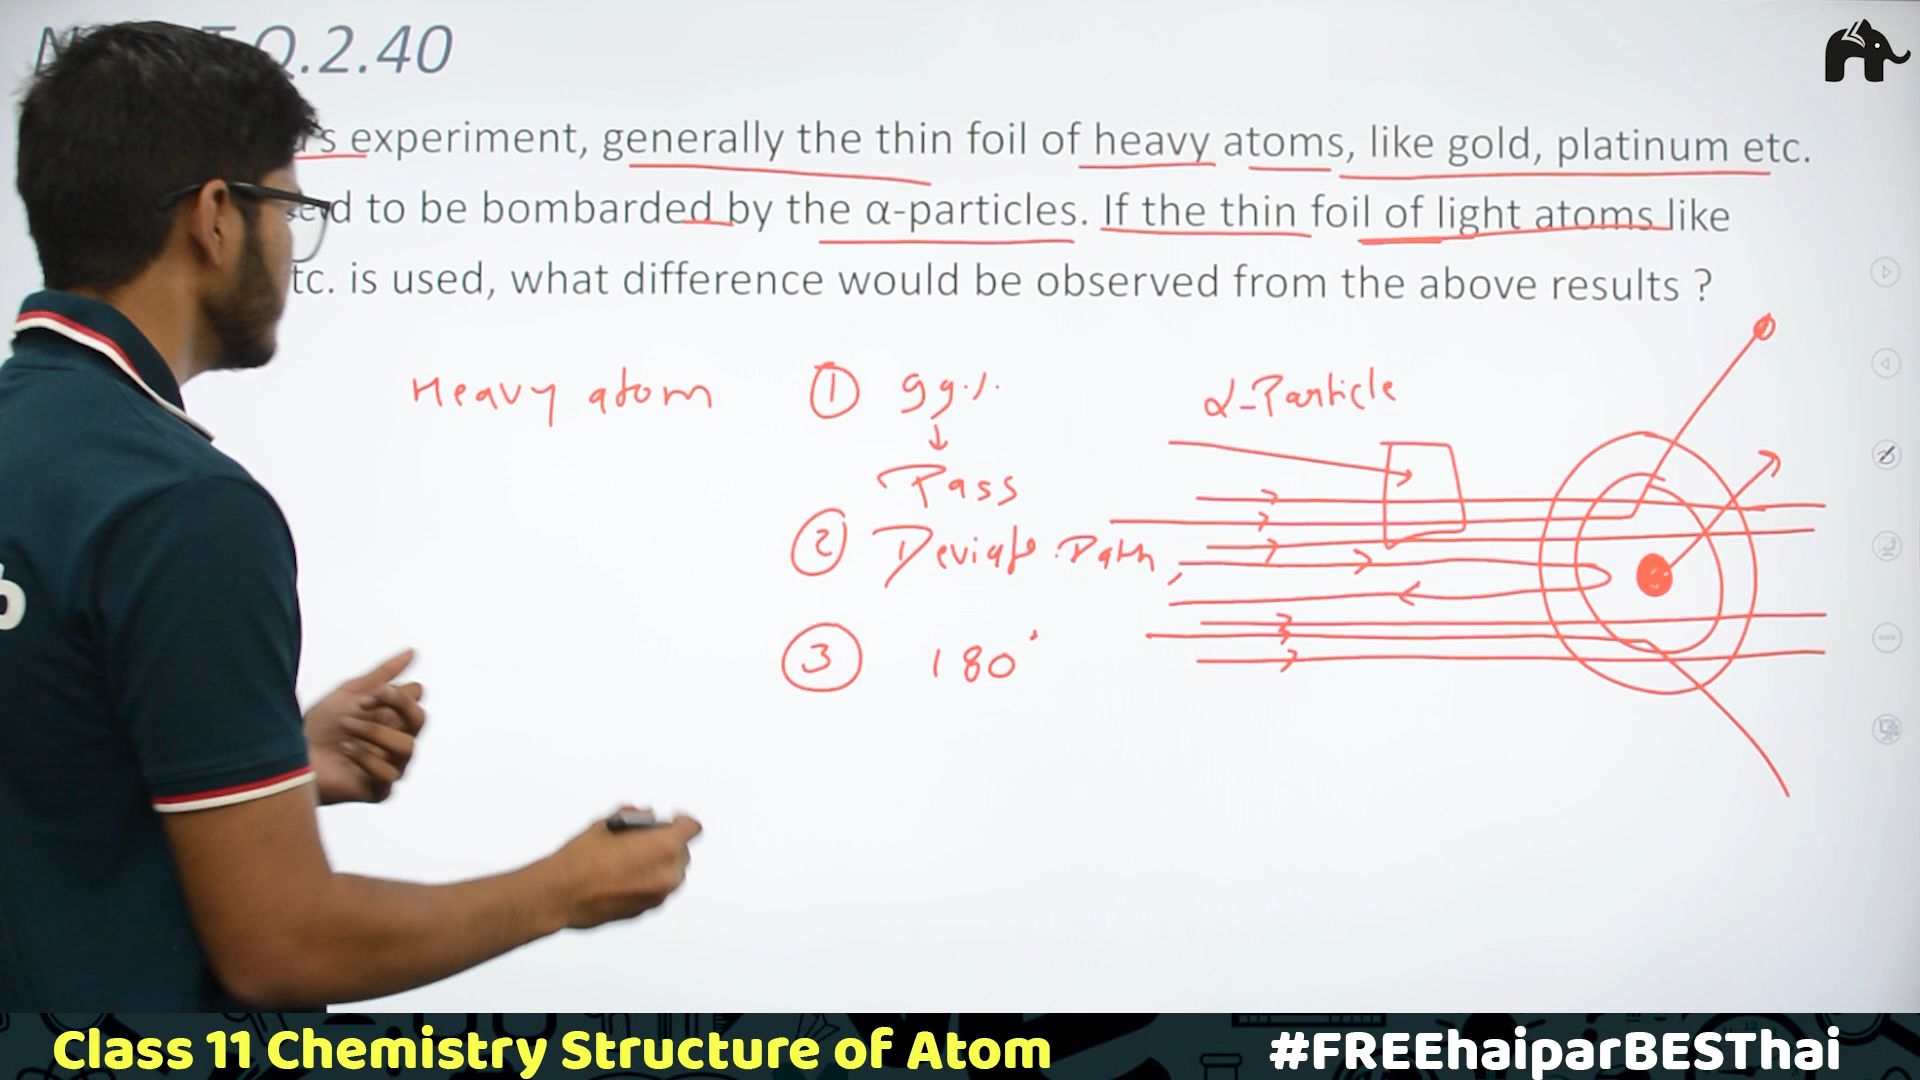 Q.2.40
's experiment, generally the thin foil of heavy atoms, like gold, platinum etc.
to be bombarded by the α-particles. If the thin foil of light atoms like
etc. is used, what difference would be observed from the above results ?
Heavy atom
① 99.%
↓
Pass
② Deviate Path,
③ 180°
α-Particle
Class 11 Chemistry Structure of Atom
#FREEhaiparBESThai